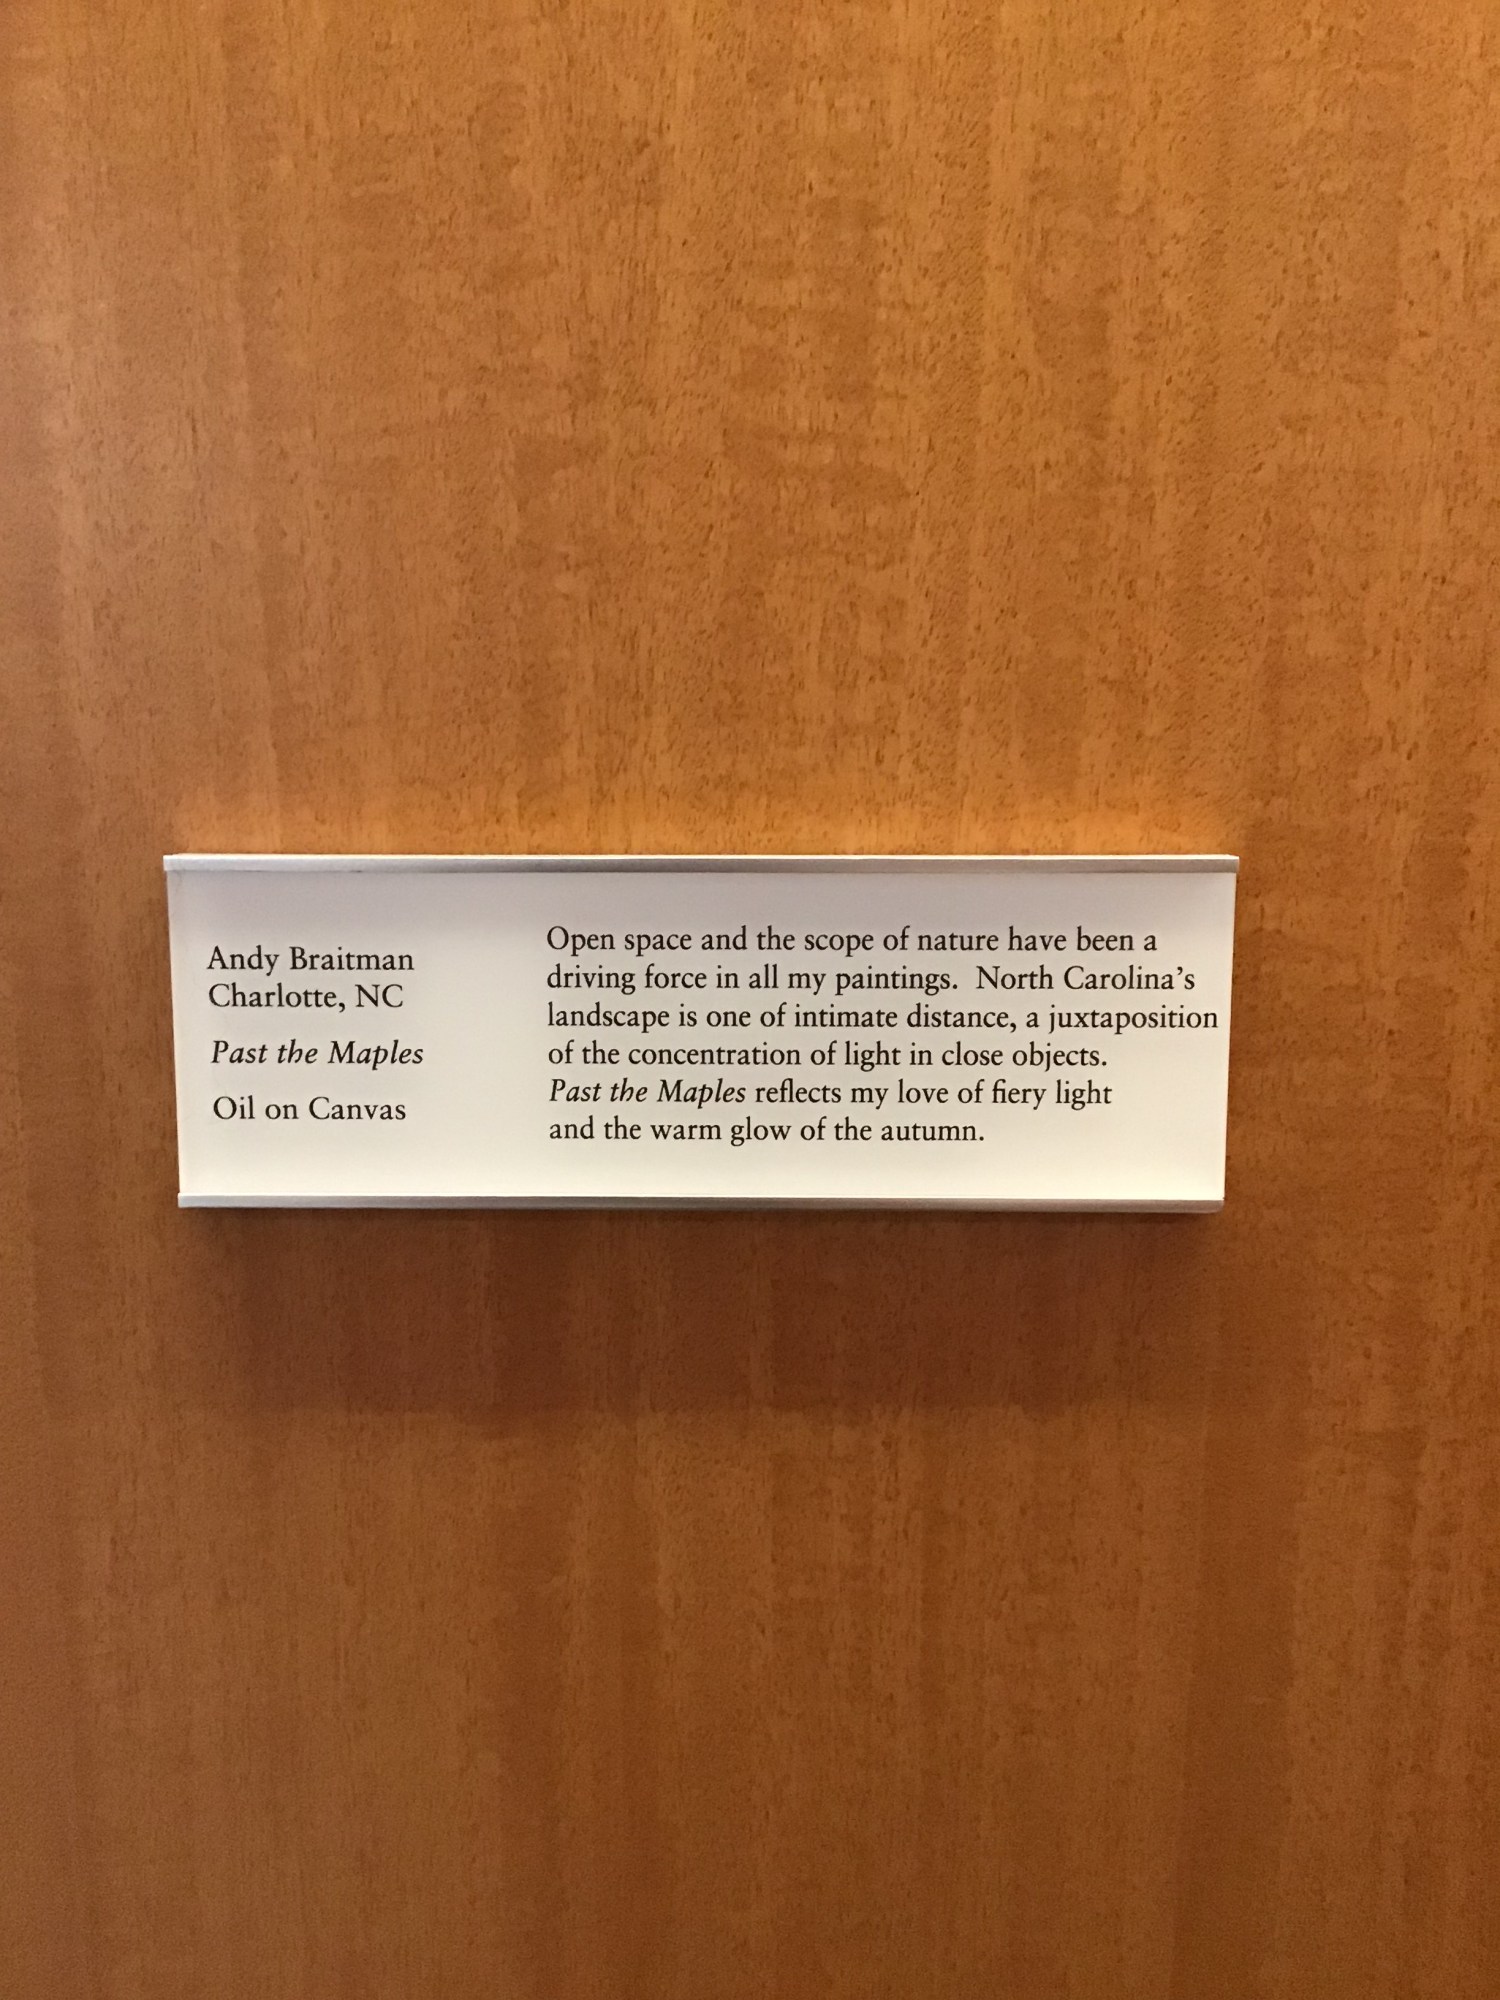 Andy Braitman
Charlotte, NC
Past the Maples
Oil on Canvas
Open space and the scope of nature have been a
driving force in all my paintings.  North Carolina’s
landscape is one of intimate distance, a juxtaposition
of the concentration of light in close objects.
Past the Maples reflects my love of fiery light
and the warm glow of the autumn.